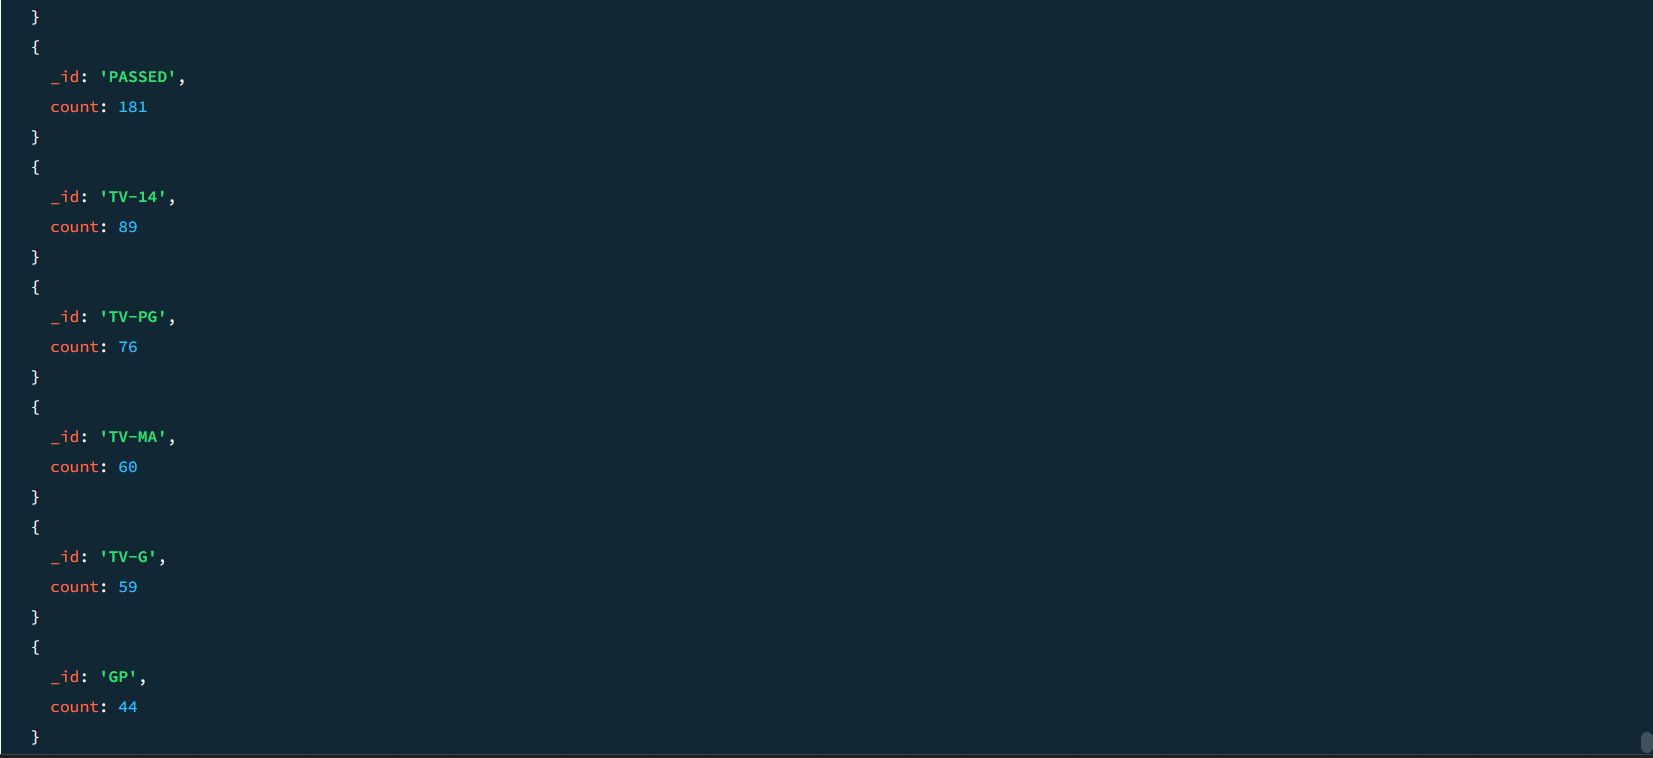 }
{
  _id: 'PASSED',
  count: 181
}
{
  _id: 'TV-14',
  count: 89
}
{
  _id: 'TV-PG',
  count: 76
}
{
  _id: 'TV-MA',
  count: 60
}
{
  _id: 'TV-G',
  count: 59
}
{
  _id: 'GP',
  count: 44
}